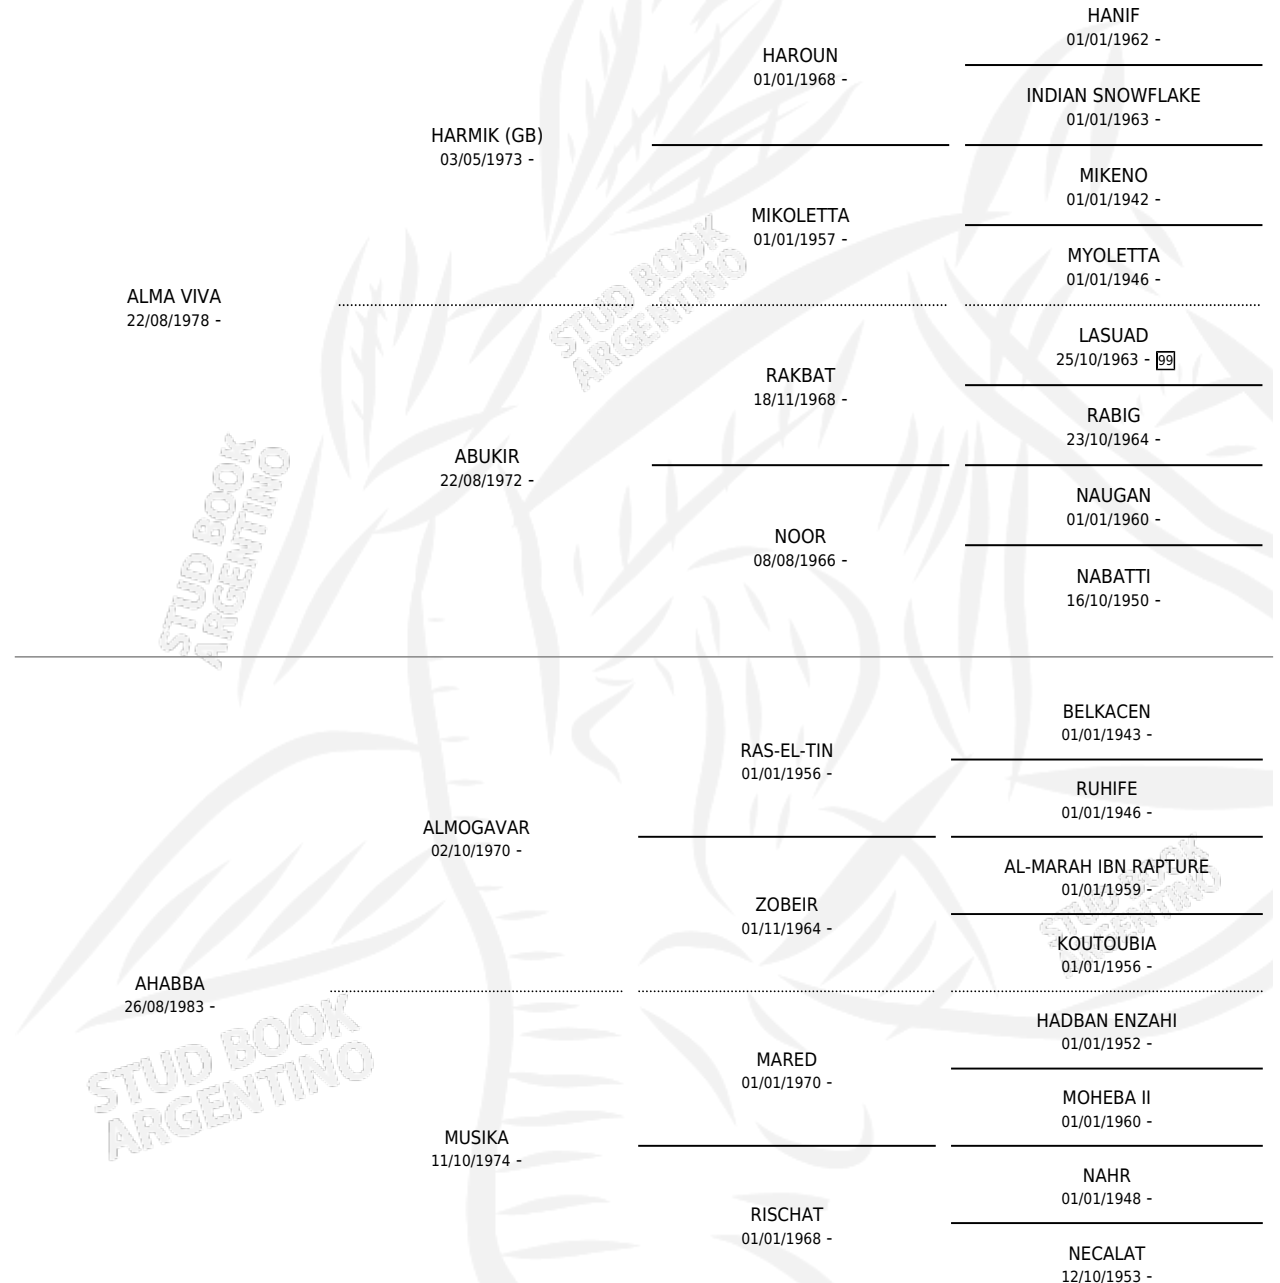 HANIF
01/01/1962 -
HAROUN
01/01/1968 -
INDIAN SNOWFLAKE
01/01/1963 -
HARMIK (GB)
03/05/1973 -
MIKENO
01/01/1942 -
MIKOLETTA
01/01/1957 -
MYOLETTA
01/01/1946 -
ALMA VIVA
22/08/1978 -
LASUAD
25/10/1963 - 99
RAKBAT
18/11/1968 -
RABIG
23/10/1964 -
ABUKIR
22/08/1972 -
NAUGAN
01/01/1960 -
NOOR
08/08/1966 -
NABATTI
16/10/1950 -
BELKACEN
01/01/1943 -
RAS-EL-TIN
01/01/1956 -
RUHIFE
01/01/1946 -
ALMOGAVAR
02/10/1970 -
AL-MARAH IBN RAPTURE
01/01/1959 -
ZOBEIR
01/11/1964 -
KOUTOUBIA
01/01/1956 -
AHABBA
26/08/1983 -
HADBAN ENZAHI
01/01/1952 -
MARED
01/01/1970 -
MOHEBA II
01/01/1960 -
MUSIKA
11/10/1974 -
NAHR
01/01/1948 -
RISCHAT
01/01/1968 -
NECALAT
12/10/1953 -
STUD BOOK
ARGENTINO
STUD BOOK
ARGENTINO
STUD BOOK
ARGENTINO
STUD BOOK
ARGENTINO